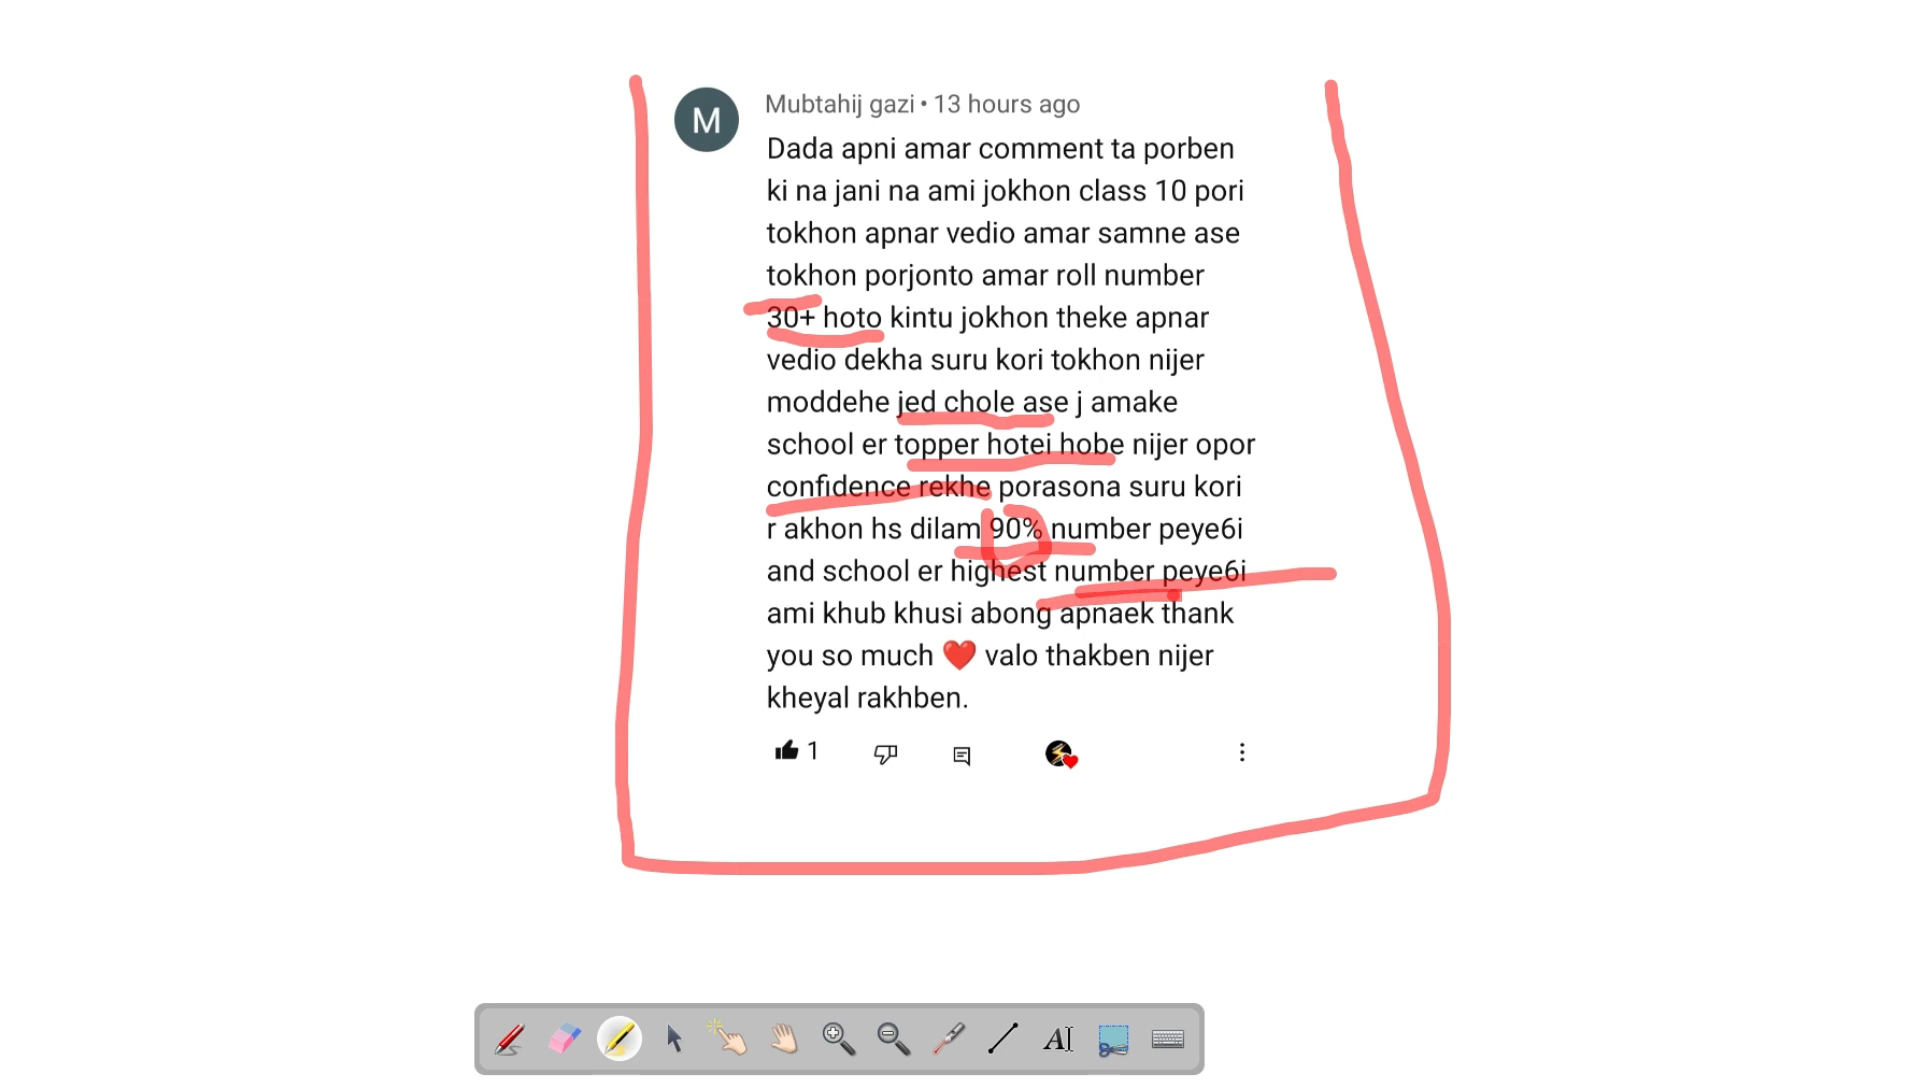 M
Mubtahij gazi • 13 hours ago
Dada apni amar comment ta porben
ki na jani na ami jokhon class 10 pori
tokhon apnar vedio amar samne ase
tokhon porjonto amar roll number
30+ hoto kintu jokhon theke apnar
vedio dekha suru kori tokhon nijer
moddehe jed chole ase j amake
school er topper hotei hobe nijer opor
confidence rekhe porasona suru kori
r akhon hs dilam 90% number peye6i
and school er highest number peye6i
ami khub khusi abong apnaek thank
you so much ❤️ valo thakben nijer
kheyal rakhben.
1